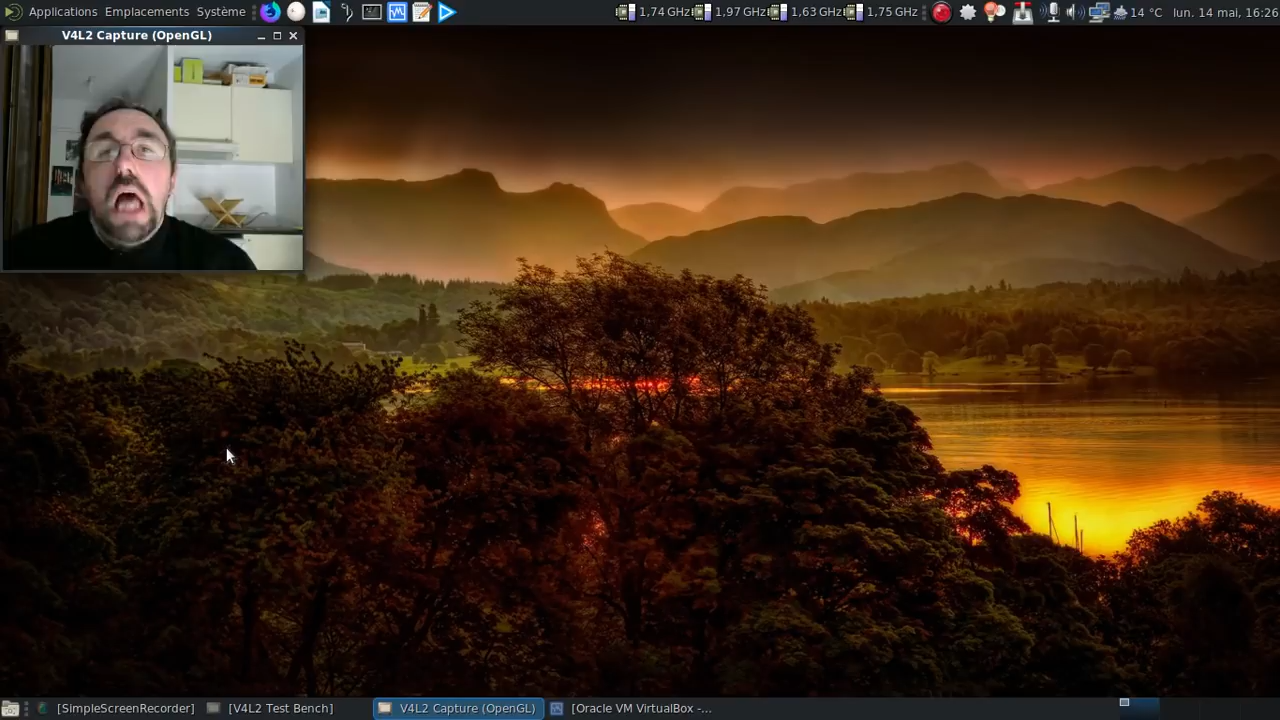 Applications Emplacements Système 1,74 GHz 1,97 GHz 1,63 GHz 1,75 GHz 14 °C lun. 14 mai, 16:26
V4L2 Capture (OpenGL)
[SimpleScreenRecorder] [V4L2 Test Bench] V4L2 Capture (OpenGL) [Oracle VM VirtualBox -...